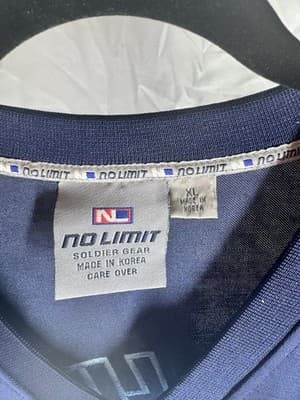 NO LIMIT
NO LIMIT
NO LIMIT
NO LIMIT
XL
MADE IN
KOREA
NL
NO LIMIT
SOLDIER GEAR
MADE IN KOREA
CARE OVER